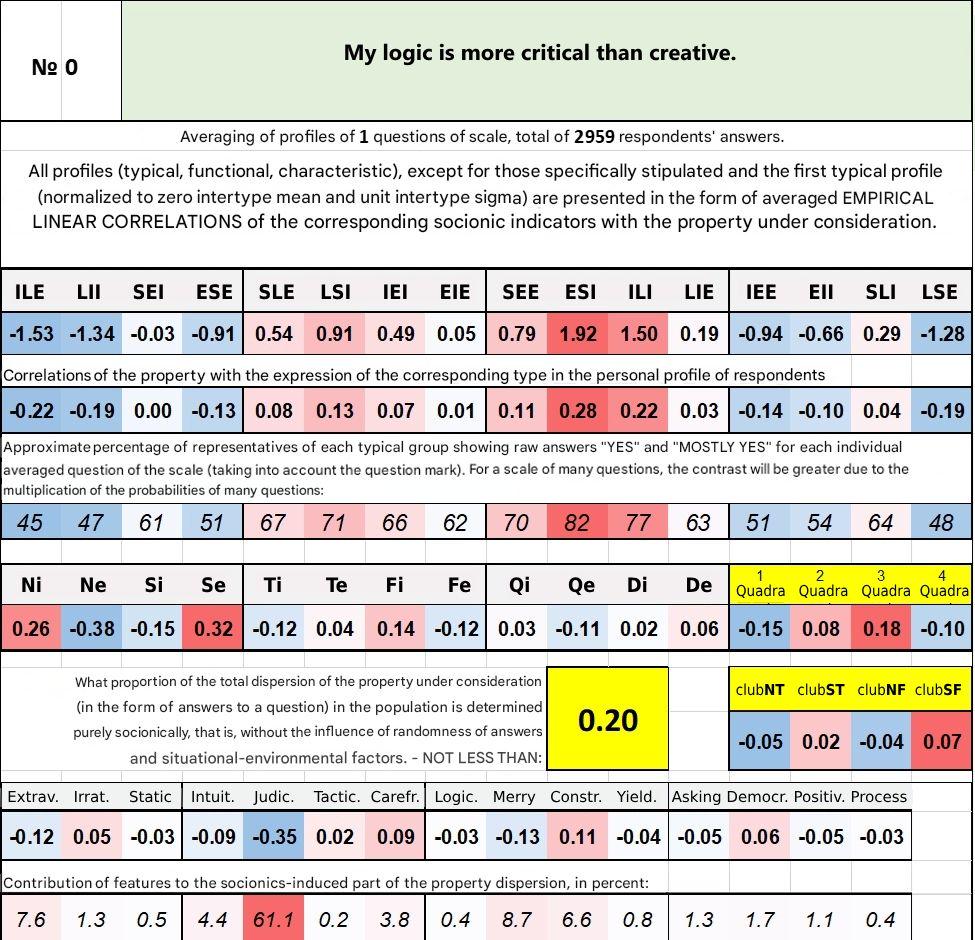 № 0
My logic is more critical than creative.
Averaging of profiles of 1 questions of scale, total of 2959 respondents' answers.
All profiles (typical, functional, characteristic), except for those specifically stipulated and the first typical profile
(normalized to zero intertype mean and unit intertype sigma) are presented in the form of averaged EMPIRICAL
LINEAR CORRELATIONS of the corresponding socionic indicators with the property under consideration.
ILE LII SEI ESE SLE LSI IEI EIE SEE ESI ILI LIE IEE EII SLI LSE
-1.53 -1.34 -0.03 -0.91 0.54 0.91 0.49 0.05 0.79 1.92 1.50 0.19 -0.94 -0.66 0.29 -1.28
Correlations of the property with the expression of the corresponding type in the personal profile of respondents
-0.22 -0.19 0.00 -0.13 0.08 0.13 0.07 0.01 0.11 0.28 0.22 0.03 -0.14 -0.10 0.04 -0.19
Approximate percentage of representatives of each typical group showing raw answers "YES" and "MOSTLY YES" for each individual
averaged question of the scale (taking into account the question mark). For a scale of many questions, the contrast will be greater due to the
multiplication of the probabilities of many questions:
45 47 61 51 67 71 66 62 70 82 77 63 51 54 64 48
Ni Ne Si Se Ti Te Fi Fe Qi Qe Di De 1 Quadra 2 Quadra 3 Quadra 4 Quadra
0.26 -0.38 -0.15 0.32 -0.12 0.04 0.14 -0.12 0.03 -0.11 0.02 0.06 -0.15 0.08 0.18 -0.10
What proportion of the total dispersion of the property under consideration
(in the form of answers to a question) in the population is determined
purely socionically, that is, without the influence of randomness of answers
and situational-environmental factors. - NOT LESS THAN:
0.20
clubNT clubST clubNF clubSF
-0.05 0.02 -0.04 0.07
Extrav. Irrat. Static Intuit. Judic. Tactic. Carefr. Logic. Merry Constr. Yield. Asking Democr. Positiv. Process
-0.12 0.05 -0.03 -0.09 -0.35 0.02 0.09 -0.03 -0.13 0.11 -0.04 -0.05 0.06 -0.05 -0.03
Contribution of features to the socionics-induced part of the property dispersion, in percent:
7.6 1.3 0.5 4.4 61.1 0.2 3.8 0.4 8.7 6.6 0.8 1.3 1.7 1.1 0.4